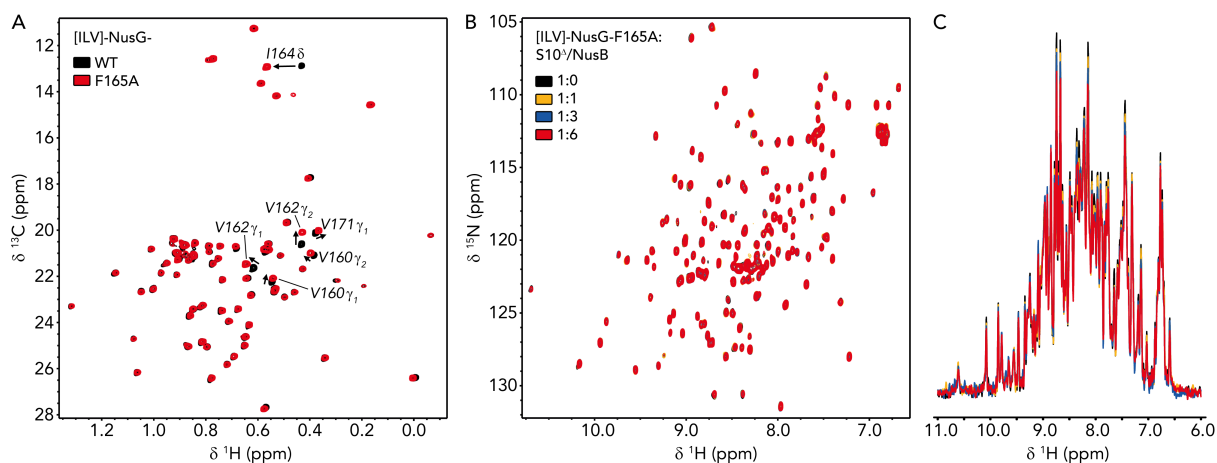 A
[ILV]-NusG-
WT
F165A
I164δ
V162γ2
V171γ1
V162γ1
V160γ2
V160γ1
12
14
16
18
20
22
24
26
28
δ 13C (ppm)
1.2 1.0 0.8 0.6 0.4 0.2 0.0
δ 1H (ppm)
B
[ILV]-NusG-F165A:
S10Δ/NusB
1:0
1:1
1:3
1:6
105
110
115
120
125
130
δ 15N (ppm)
10.0 9.0 8.0 7.0
δ 1H (ppm)
C
11.0 10.0 9.0 8.0 7.0 6.0
δ 1H (ppm)